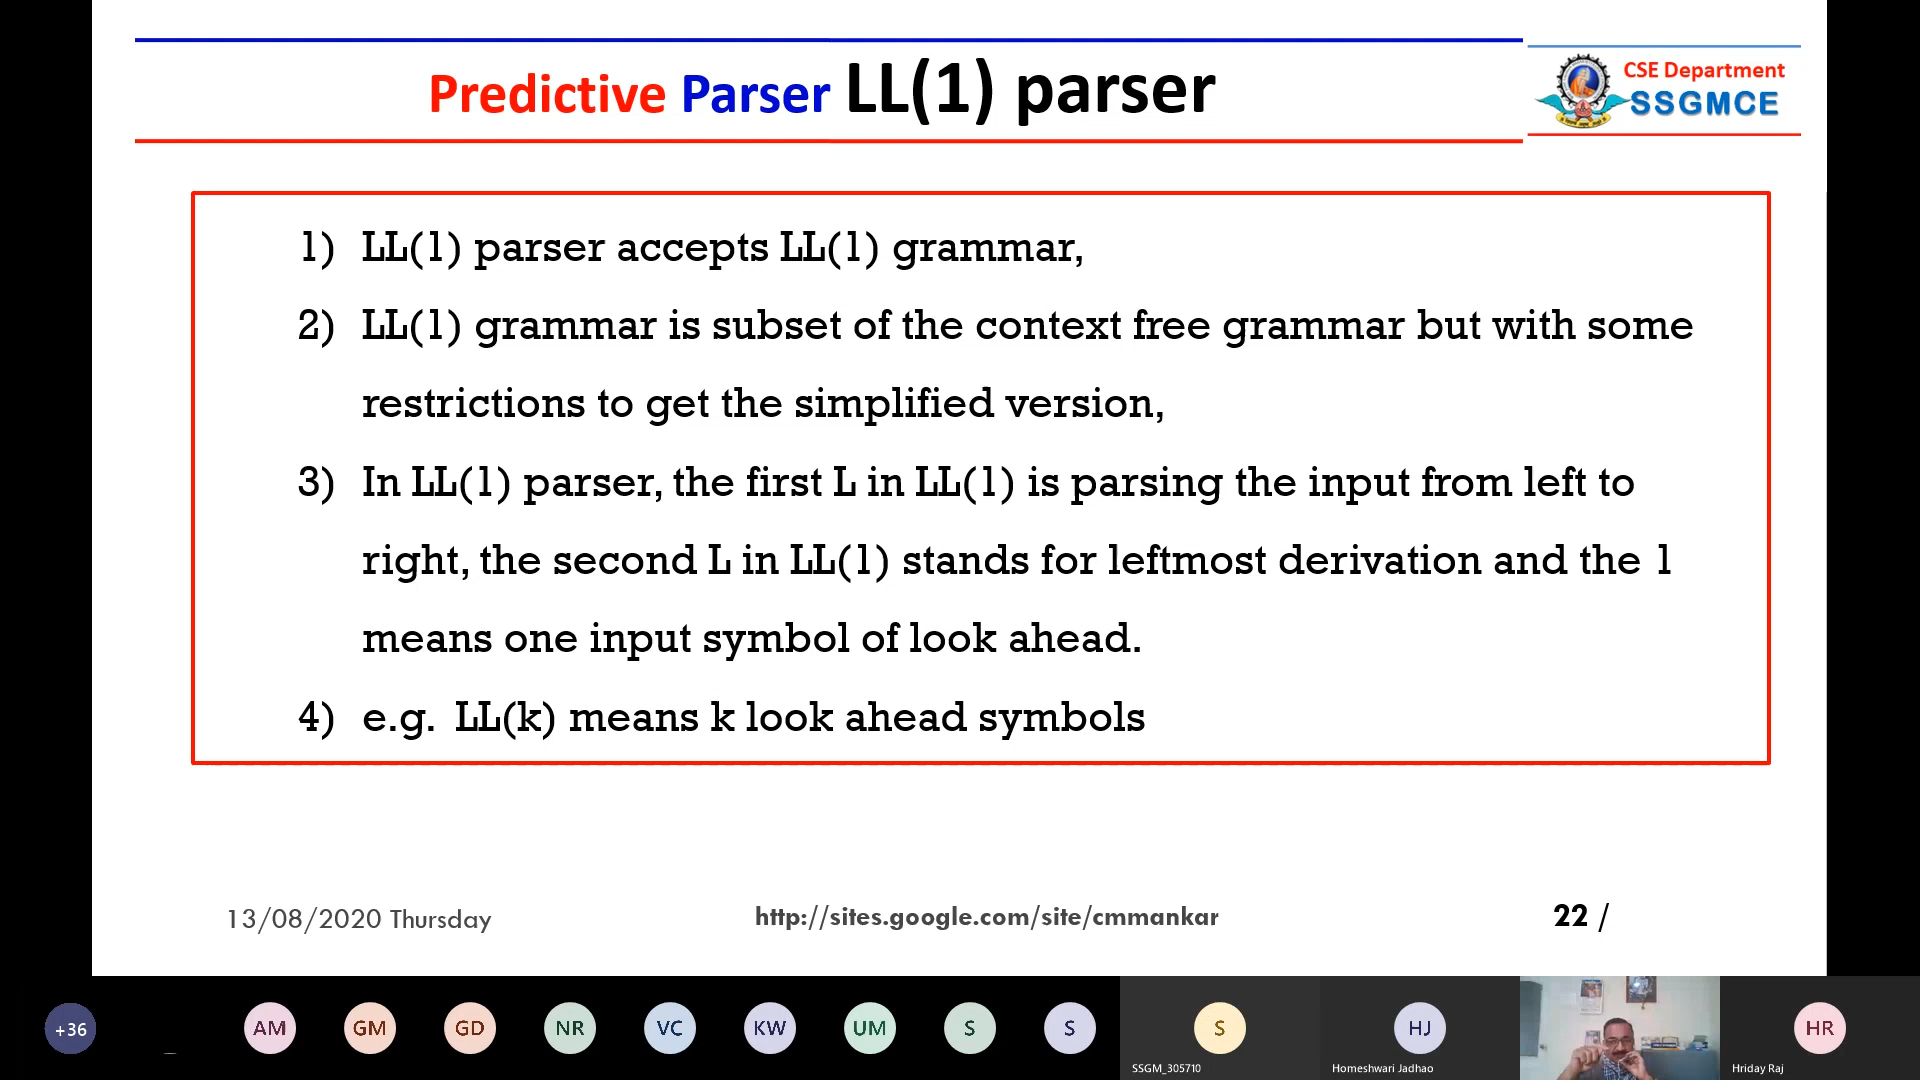 Predictive Parser LL(1) parser
CSE Department
SSGMCE
1) LL(1) parser accepts LL(1) grammar,
2) LL(1) grammar is subset of the context free grammar but with some
restrictions to get the simplified version,
3) In LL(1) parser, the first L in LL(1) is parsing the input from left to
right, the second L in LL(1) stands for leftmost derivation and the 1
means one input symbol of look ahead.
4) e.g. LL(k) means k look ahead symbols
13/08/2020 Thursday
http://sites.google.com/site/cmmankar
22 /
+36
AM
GM
GD
NR
VC
KW
UM
S
S
S
SSGM_305710
HJ
Homeshwari Jadhao
HR
Hriday Raj